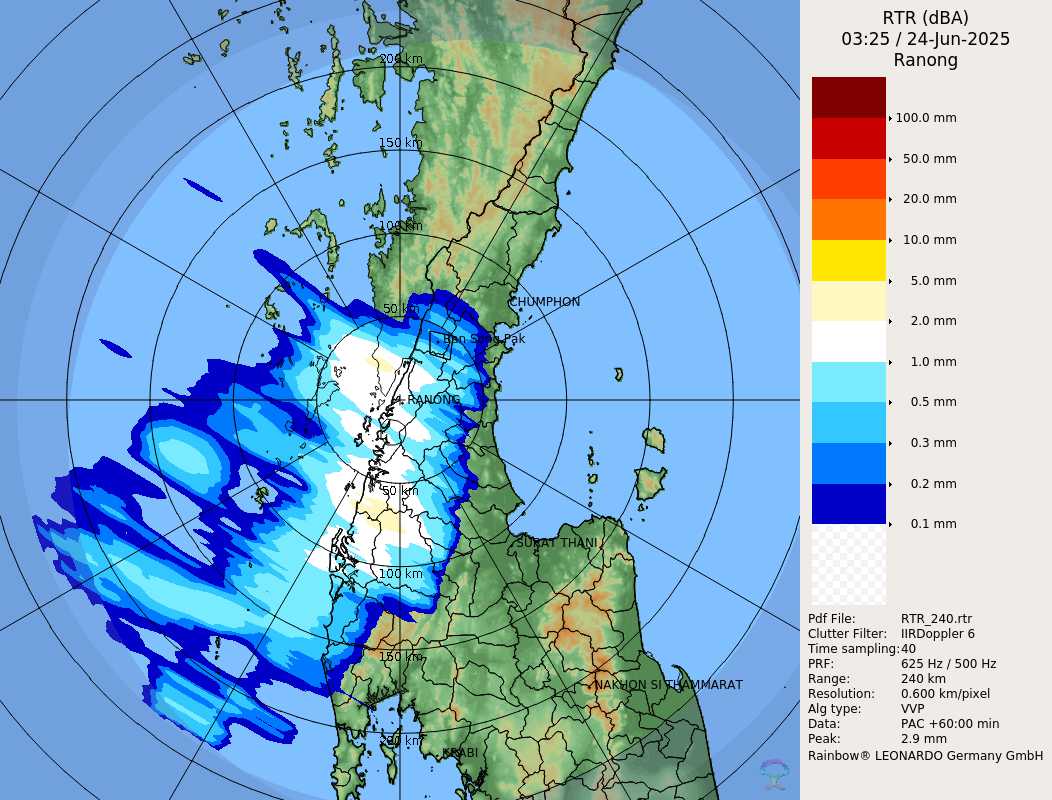 RTR (dBA)
03:25 / 24-Jun-2025
Ranong
100.0 mm
50.0 mm
20.0 mm
10.0 mm
5.0 mm
2.0 mm
1.0 mm
0.5 mm
0.3 mm
0.2 mm
0.1 mm
Pdf File: RTR_240.rtr
Clutter Filter: IIRDoppler 6
Time sampling:40
PRF: 625 Hz / 500 Hz
Range: 240 km
Resolution: 0.600 km/pixel
Alg type: VVP
Data: PAC +60:00 min
Peak: 2.9 mm
Rainbow® LEONARDO Germany GmbH
200 km
150 km
100 km
CHUMPHON
50 km
Ban Song Pak
RANONG
50 km
SURAT THANI
100 km
150 km
NAKHON SI THAMMARAT
200 km
KRABI